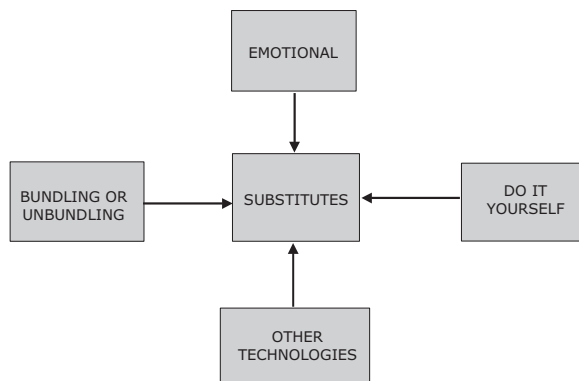 EMOTIONAL
BUNDLING OR
UNBUNDLING
SUBSTITUTES
DO IT
YOURSELF
OTHER
TECHNOLOGIES